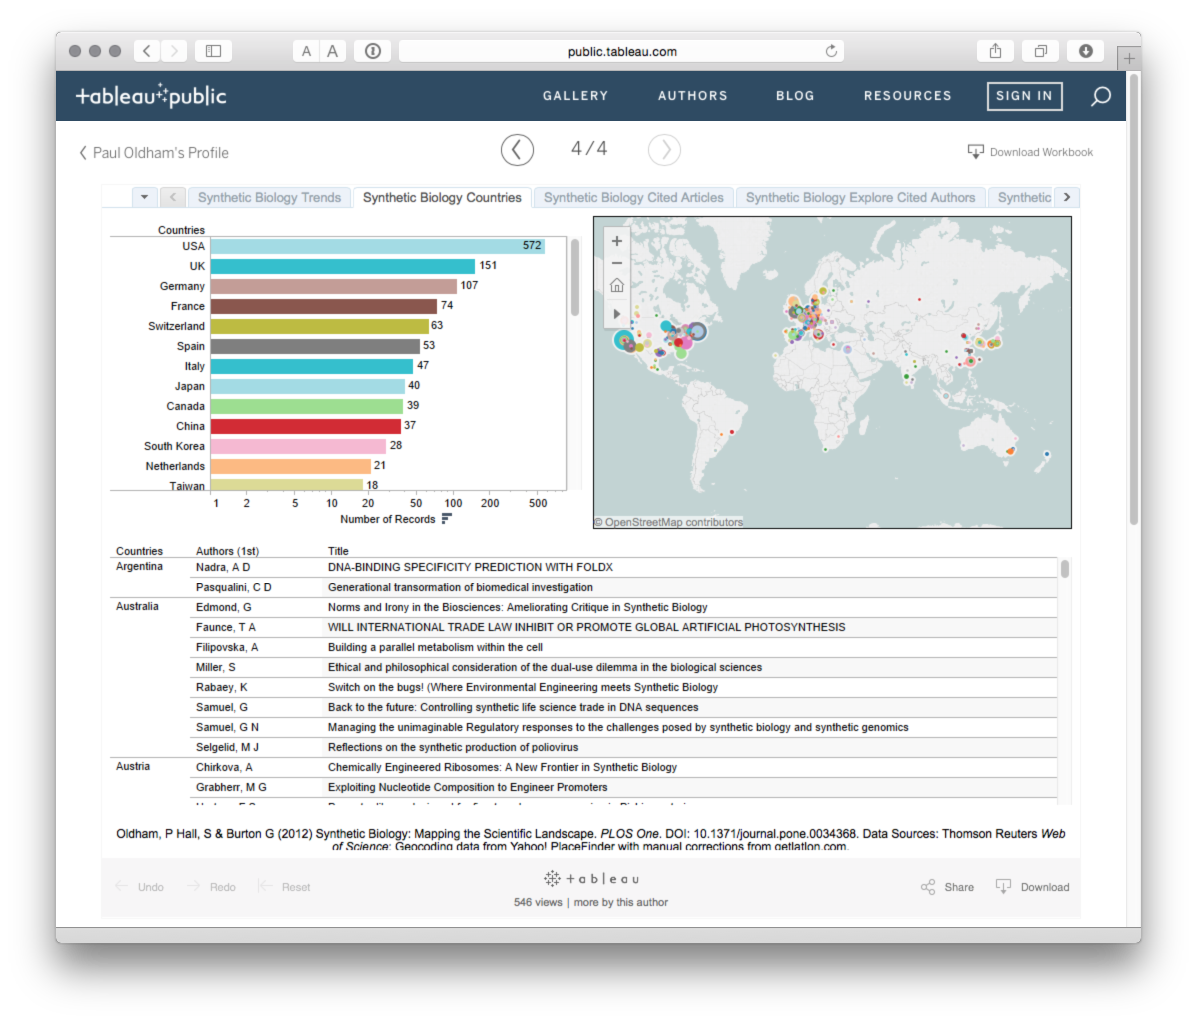 A A public.tableau.com
tableau public GALLERY AUTHORS BLOG RESOURCES SIGN IN
Paul Oldham's Profile 4/4 Download Workbook
Synthetic Biology Trends Synthetic Biology Countries Synthetic Biology Cited Articles Synthetic Biology Explore Cited Authors Synthetic
Countries
USA 572
UK 151
Germany 107
France 74
Switzerland 63
Spain 53
Italy 47
Japan 40
Canada 39
China 37
South Korea 28
Netherlands 21
Taiwan 18
1 2 5 10 20 50 100 200 500
Number of Records
© OpenStreetMap contributors
Countries Authors (1st) Title
Argentina Nadra, A D DNA-BINDING SPECIFICITY PREDICTION WITH FOLDX
Pasqualini, C D Generational transormation of biomedical investigation
Australia Edmond, G Norms and Irony in the Biosciences: Ameliorating Critique in Synthetic Biology
Faunce, T A WILL INTERNATIONAL TRADE LAW INHIBIT OR PROMOTE GLOBAL ARTIFICIAL PHOTOSYNTHESIS
Filipovska, A Building a parallel metabolism within the cell
Miller, S Ethical and philosophical consideration of the dual-use dilemma in the biological sciences
Rabaey, K Switch on the bugs! (Where Environmental Engineering meets Synthetic Biology
Samuel, G Back to the future: Controlling synthetic life science trade in DNA sequences
Samuel, G N Managing the unimaginable Regulatory responses to the challenges posed by synthetic biology and synthetic genomics
Selgelid, M J Reflections on the synthetic production of poliovirus
Austria Chirkova, A Chemically Engineered Ribosomes: A New Frontier in Synthetic Biology
Grabherr, M G Exploiting Nucleotide Composition to Engineer Promoters
Oldham, P Hall, S & Burton G (2012) Synthetic Biology: Mapping the Scientific Landscape. PLOS One. DOI: 10.1371/journal.pone.0034368. Data Sources: Thomson Reuters Web
of Science: Geocoding data from Yahoo! PlaceFinder with manual corrections from getlatlon.com.
Undo Redo Reset tableau Share Download
546 views | more by this author